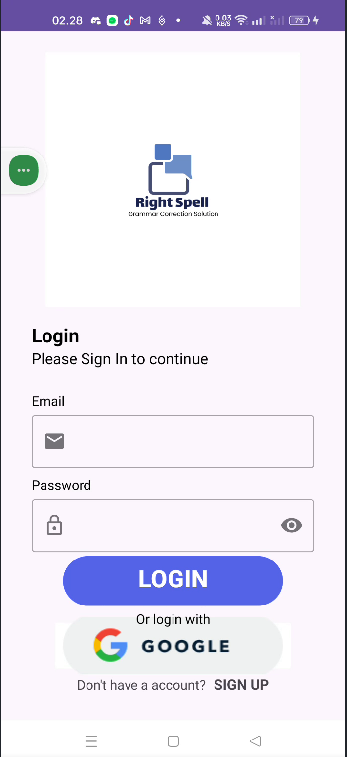 02.28
0.03
KB/S
79
Right Spell
Grammar Correction Solution
Login
Please Sign In to continue
Email
Password
LOGIN
Or login with
GOOGLE
Don't have a account? SIGN UP